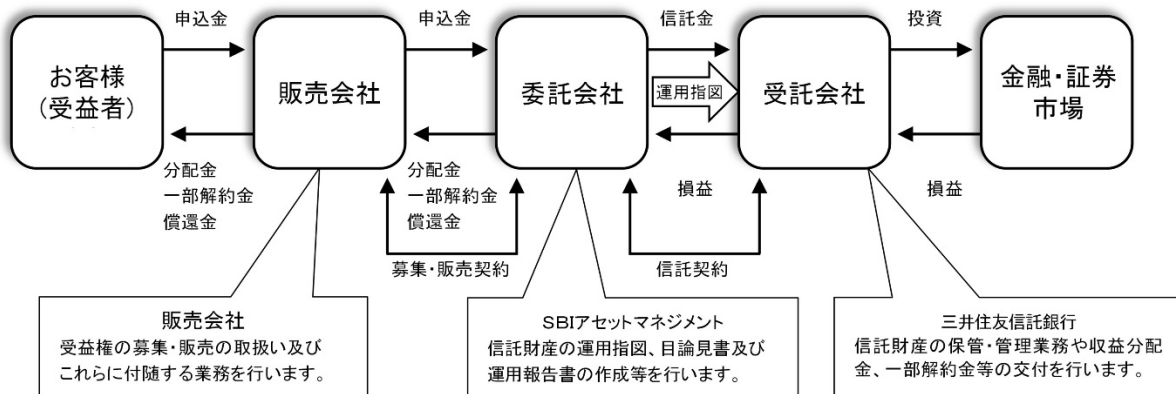 申込金
申込金
信託金
投資
お客様
(受益者)
販売会社
委託会社
運用指図
受託会社
金融・証券
市場
分配金
一部解約金
償還金
分配金
一部解約金
償還金
損益
損益
募集・販売契約
信託契約
販売会社
受益権の募集・販売の取扱い及び
これらに付随する業務を行います。
SBIアセットマネジメント
信託財産の運用指図、目論見書及び
運用報告書の作成等を行います。
三井住友信託銀行
信託財産の保管・管理業務や収益分配
金、一部解約金等の交付を行います。